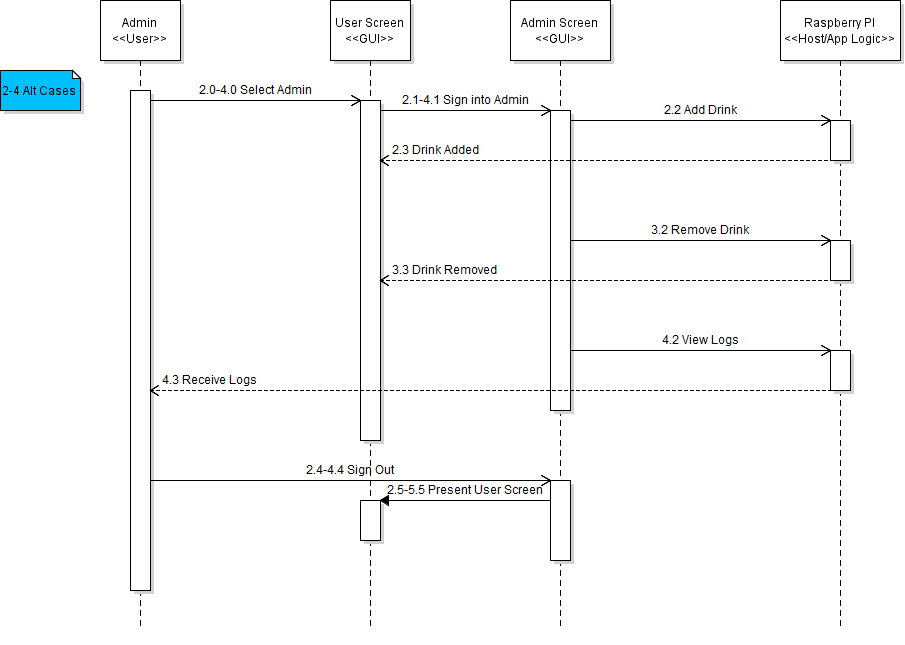 Admin
<<User>>
User Screen
<<GUI>>
Admin Screen
<<GUI>>
Raspberry PI
<<Host/App Logic>>
2-4 Alt Cases
2.0-4.0 Select Admin
2.1-4.1 Sign into Admin
2.2 Add Drink
2.3 Drink Added
3.2 Remove Drink
3.3 Drink Removed
4.2 View Logs
4.3 Receive Logs
2.4-4.4 Sign Out
2.5-5.5 Present User Screen